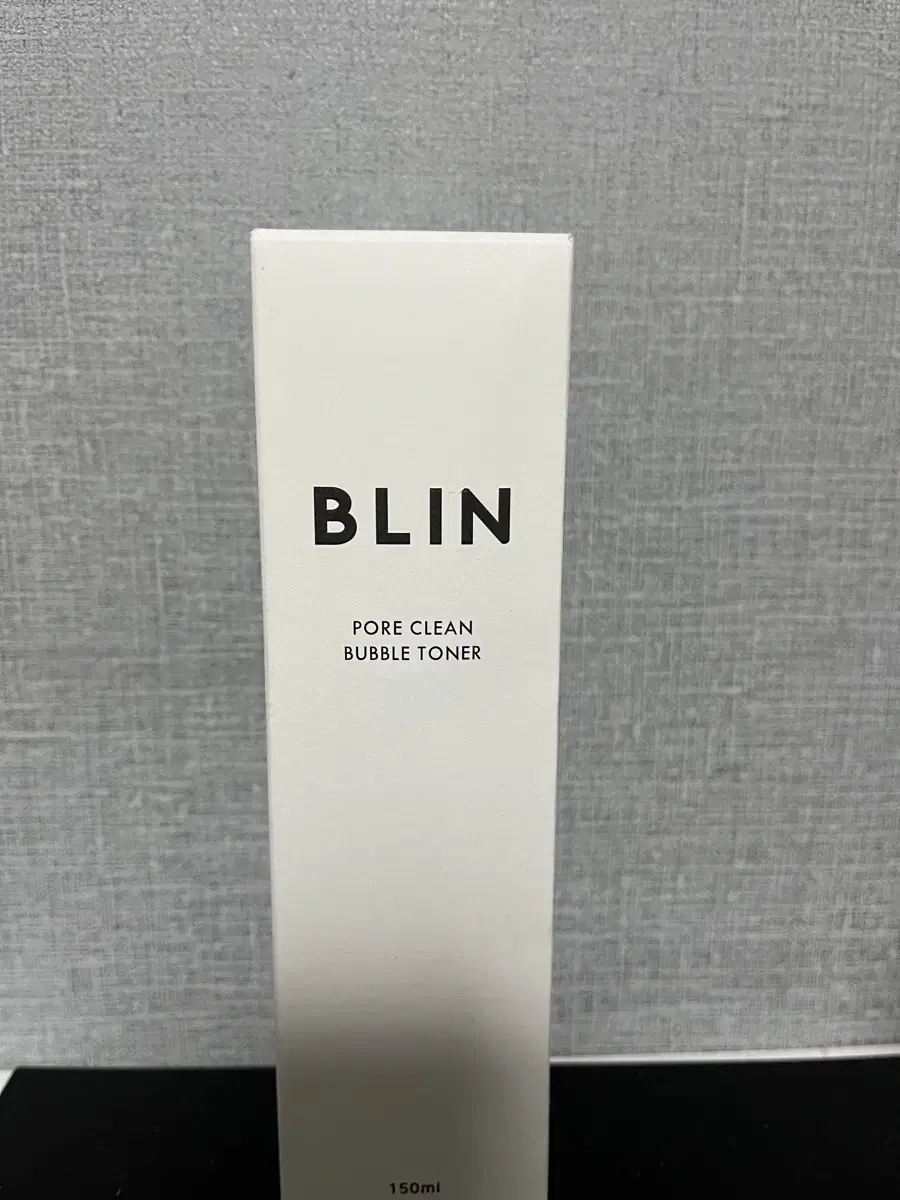 BLIN
PORE CLEAN
BUBBLE TONER
150ml